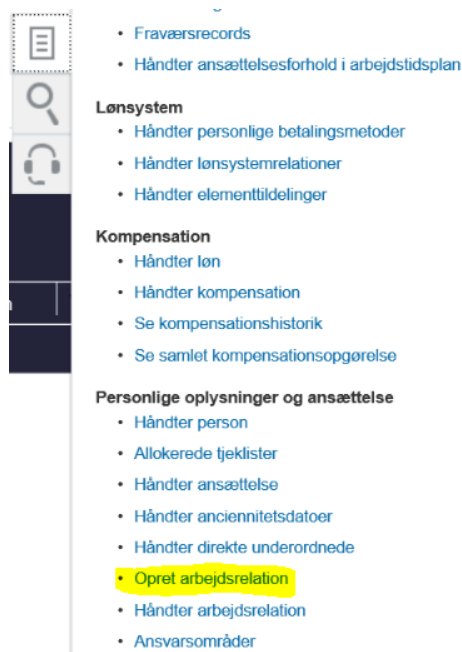 Fraværsrecords
Håndter ansættelsesforhold i arbejdstidsplan
Lønsystem
Håndter personlige betalingsmetoder
Håndter lønsystemrelationer
Håndter elementtildelinger
Kompensation
Håndter løn
Håndter kompensation
Se kompensationshistorik
Se samlet kompensationsopgørelse
Personlige oplysninger og ansættelse
Håndter person
Allokerede tjeklister
Håndter ansættelse
Håndter anciennitetsdatoer
Håndter direkte underordnede
Opret arbejdsrelation
Håndter arbejdsrelation
Ansvarsområder